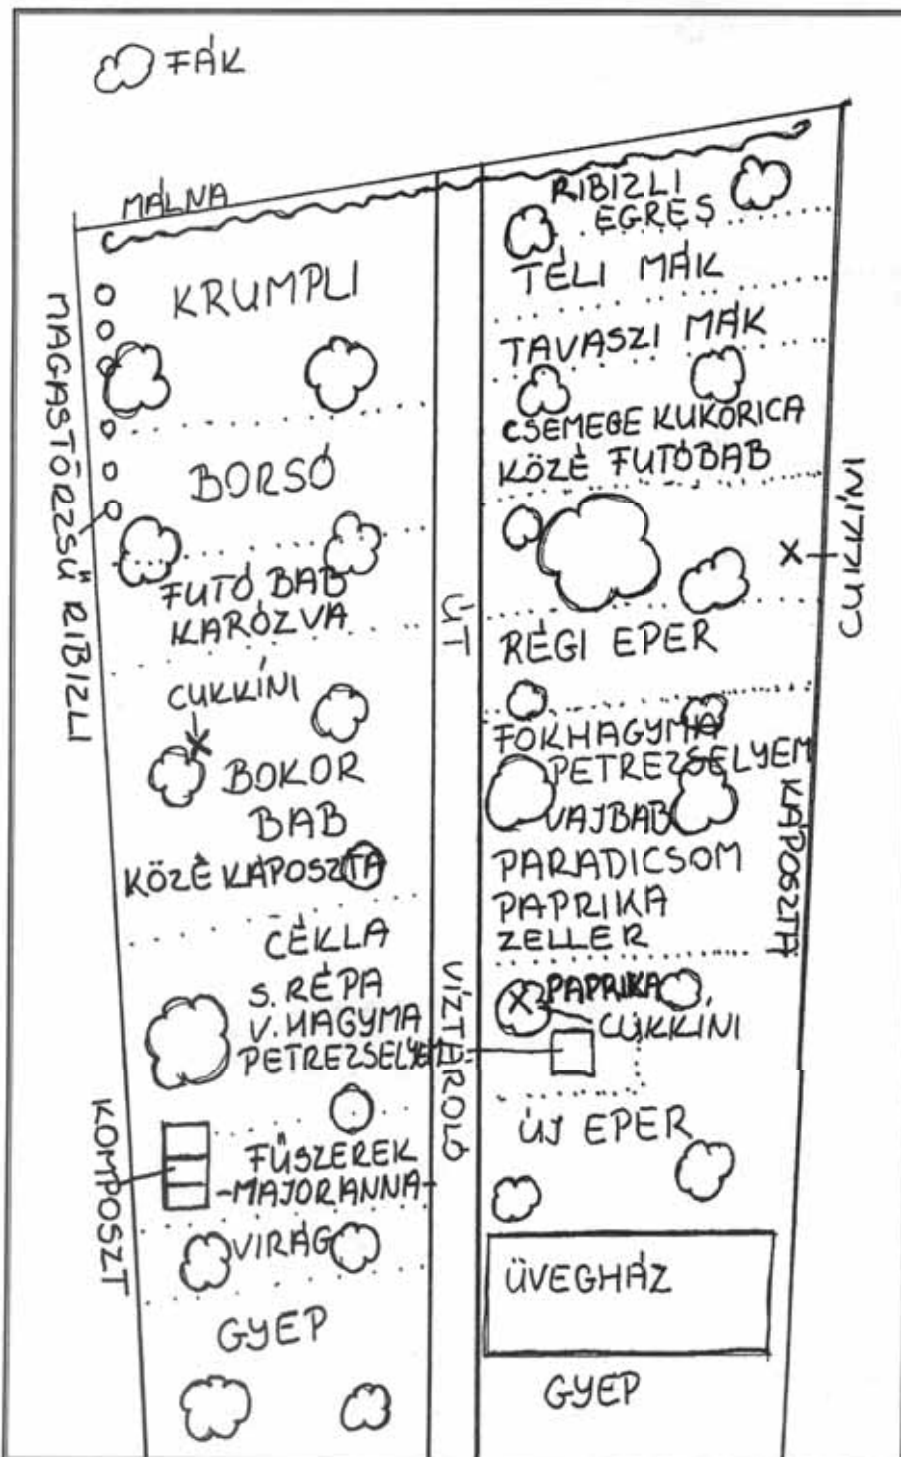 FÁK
MÁLNA
KRUMPLI
MAGASTÖRZSŰ RIBIZLI
BORSÓ
FUTÓ BAB
KARÓZVA
CUKKÍNI
BOKOR
BAB
KÖZÉ KÁPOSZTA
CÉKLA
S. RÉPA
V. HAGYMA
PETREZSELYEM
KOMPOSZT
FŰSZEREK
-MAJORANNA-
VIRÁG
GYEP
ÚT
VÍZTÁROLÓ
RIBIZLI
EGRES
TÉLI MÁK
TAVASZI MÁK
CSEMEGE KUKORICA
KÖZÉ FUTÓBAB
CUKKÍNI
RÉGI EPER
FOKHAGYMA
PETREZSELYEM
VAJBAB
KÁPOSZTA
PARADICSOM
PAPRIKA
ZELLER
PAPRIKA
CUKKÍNI
ÚJ EPER
ÜVEGHÁZ
GYEP